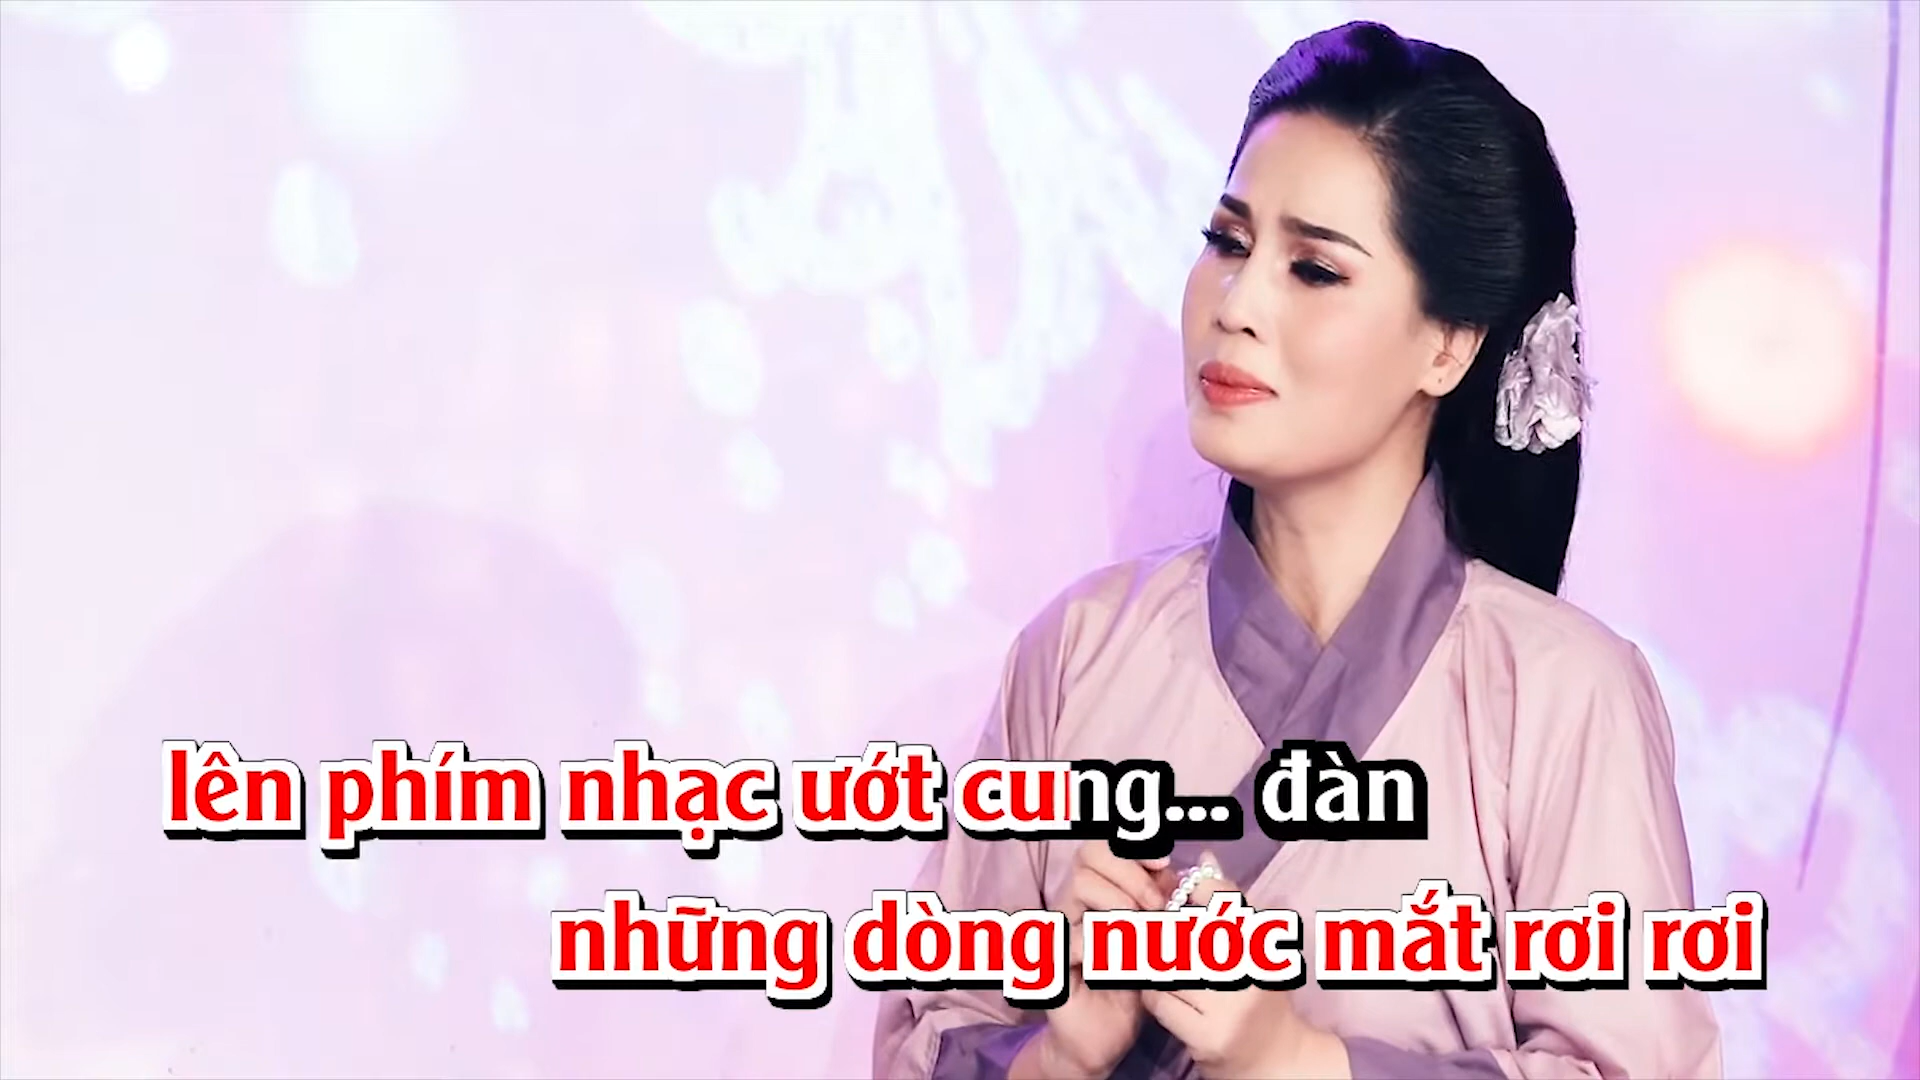 lên phím nhạc ướt cung... đàn
những dòng nước mắt rơi rơi